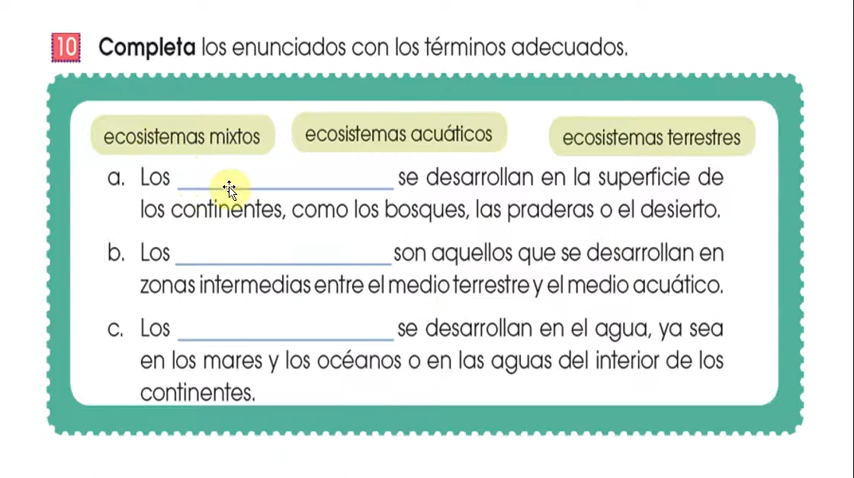 10 Completa los enunciados con los términos adecuados.
ecosistemas mixtos ecosistemas acuáticos ecosistemas terrestres
a. Los se desarrollan en la superficie de
los continentes, como los bosques, las praderas o el desierto.
b. Los son aquellos que se desarrollan en
zonas intermedias entre el medio terrestre y el medio acuático.
c. Los se desarrollan en el agua, ya sea
en los mares y los océanos o en las aguas del interior de los
continentes.